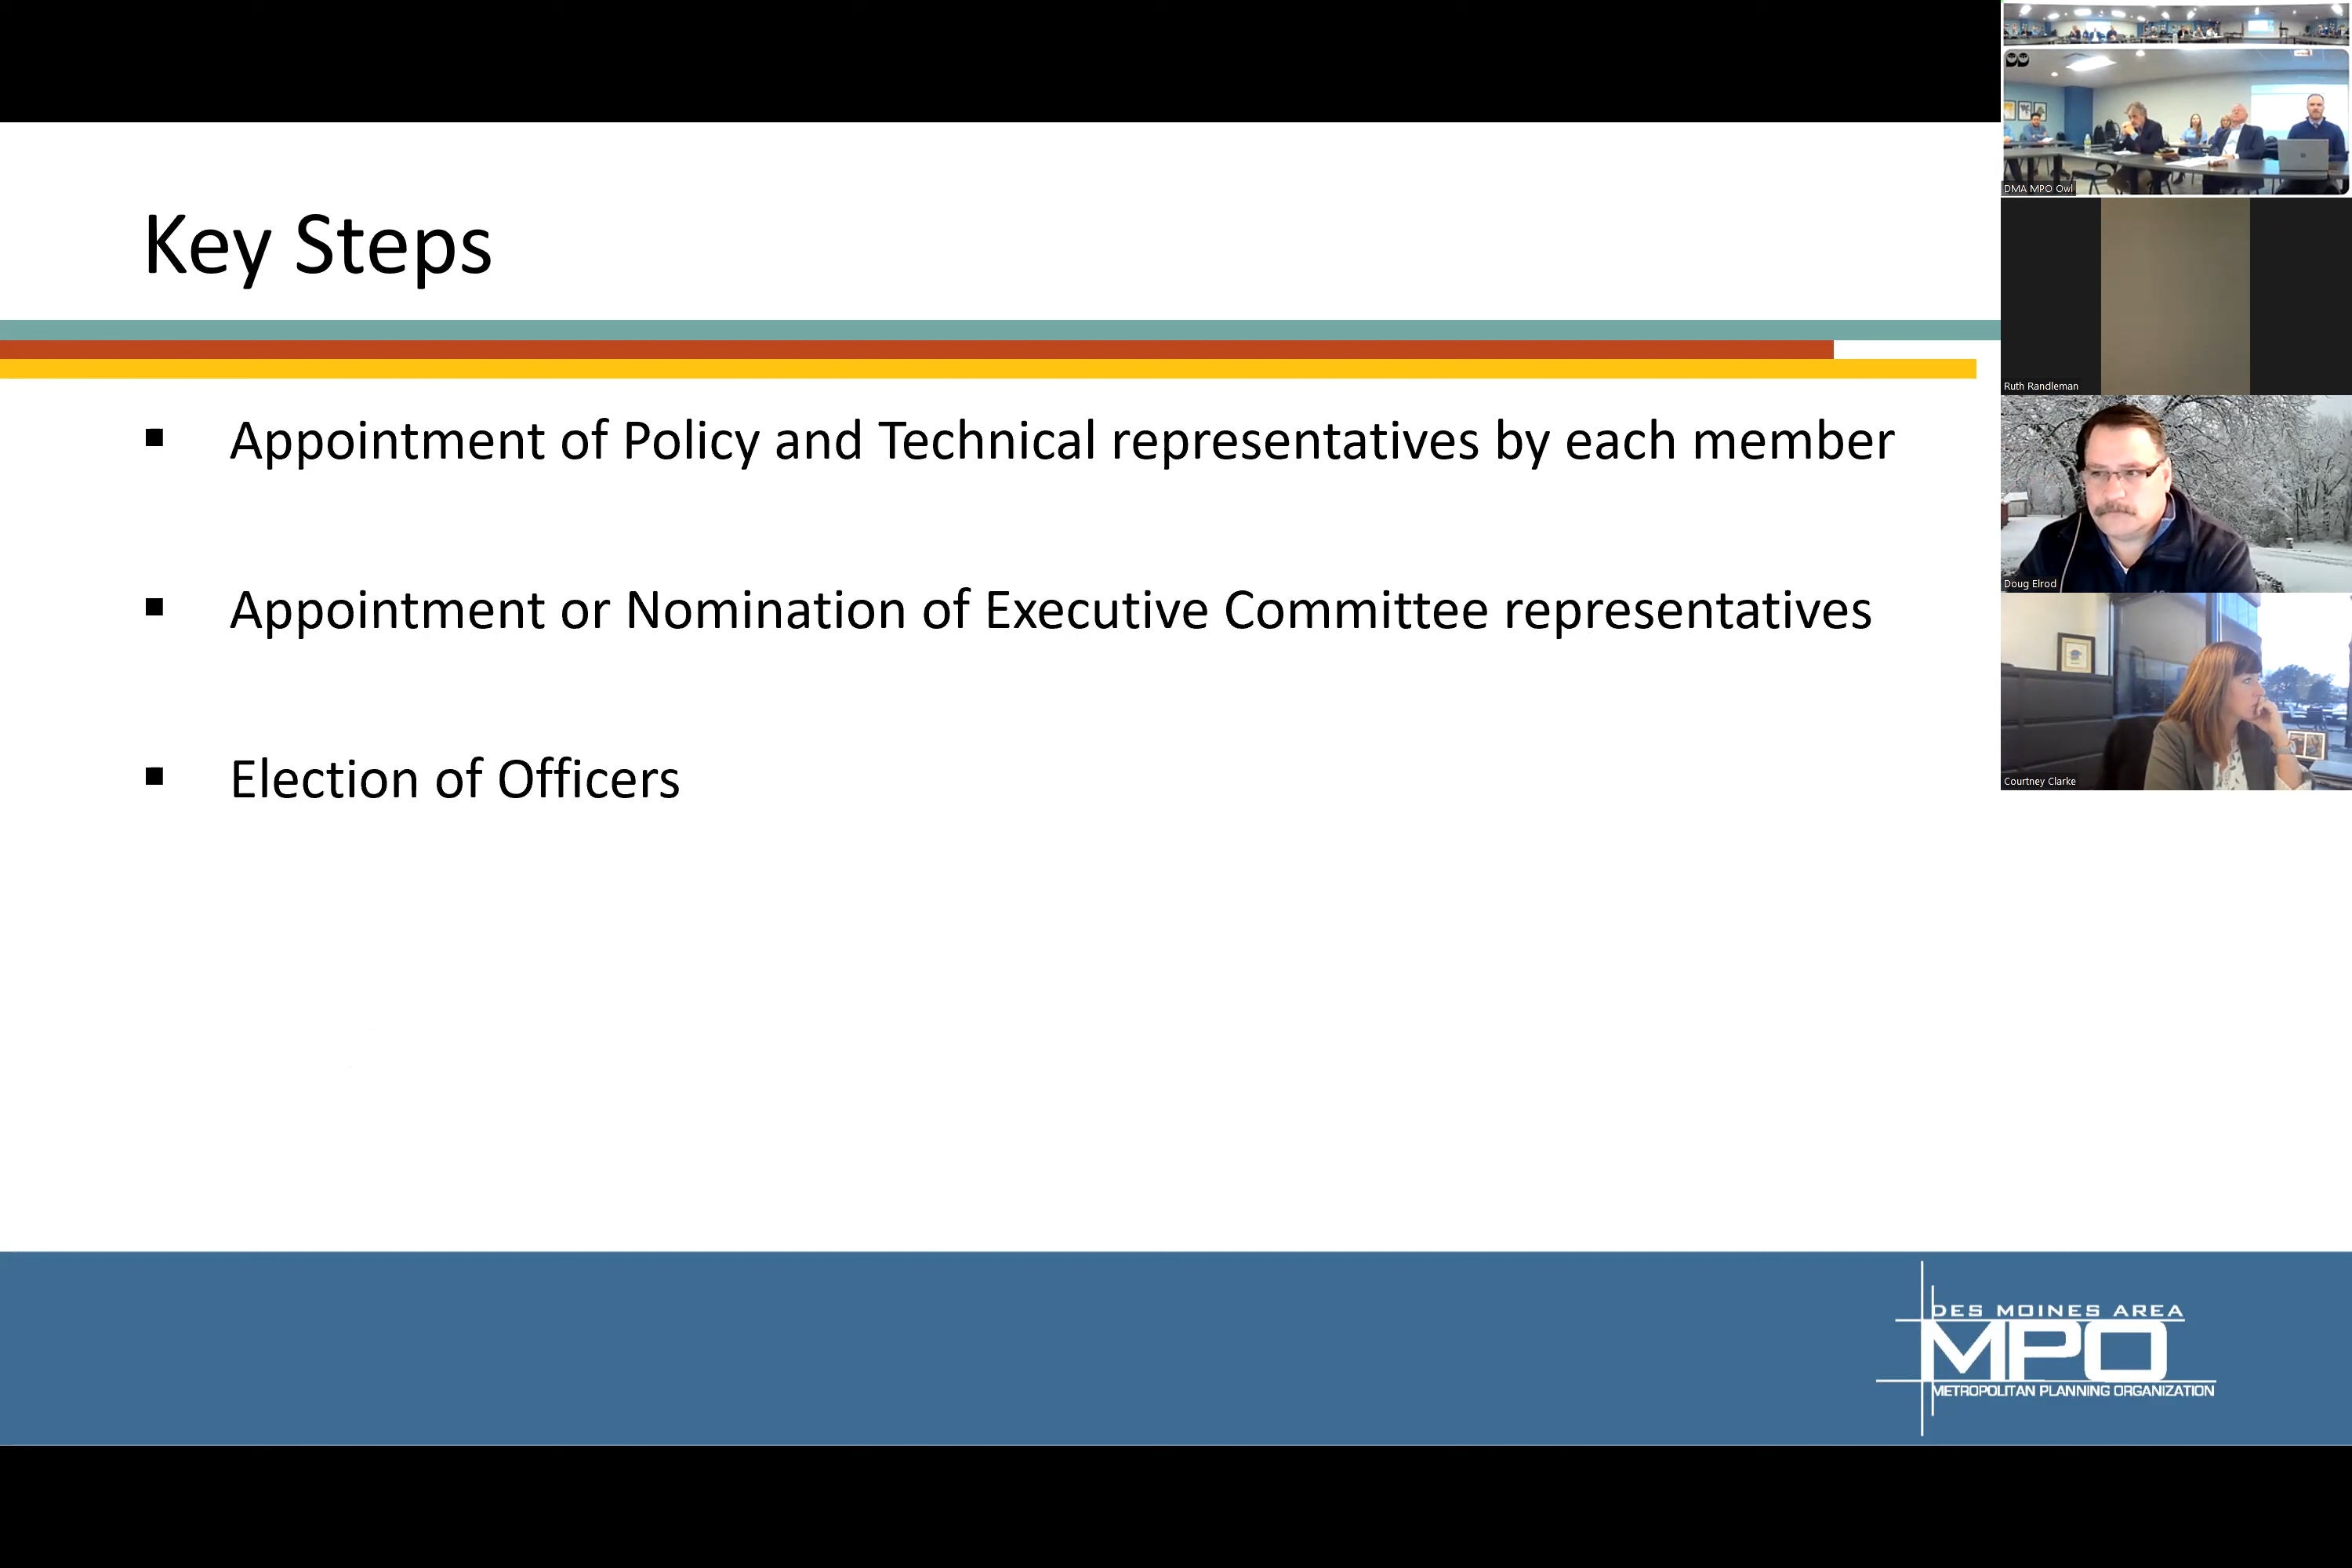 Key Steps
Appointment of Policy and Technical representatives by each member
Appointment or Nomination of Executive Committee representatives
Election of Officers
DES MOINES AREA
MPO
METROPOLITAN PLANNING ORGANIZATION
DMA MPO Owl
Ruth Randleman
Doug Elrod
Courtney Clarke